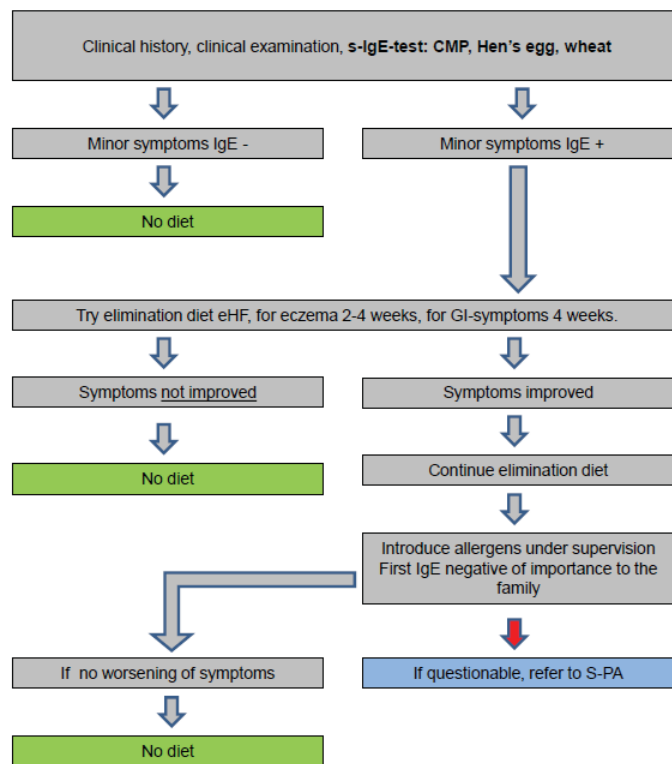 Clinical history, clinical examination, s-IgE-test: CMP, Hen's egg, wheat
Minor symptoms IgE -
Minor symptoms IgE +
No diet
Try elimination diet eHF, for eczema 2-4 weeks, for GI-symptoms 4 weeks.
Symptoms not improved
Symptoms improved
No diet
Continue elimination diet
Introduce allergens under supervision
First IgE negative of importance to the
family
If no worsening of symptoms
If questionable, refer to S-PA
No diet